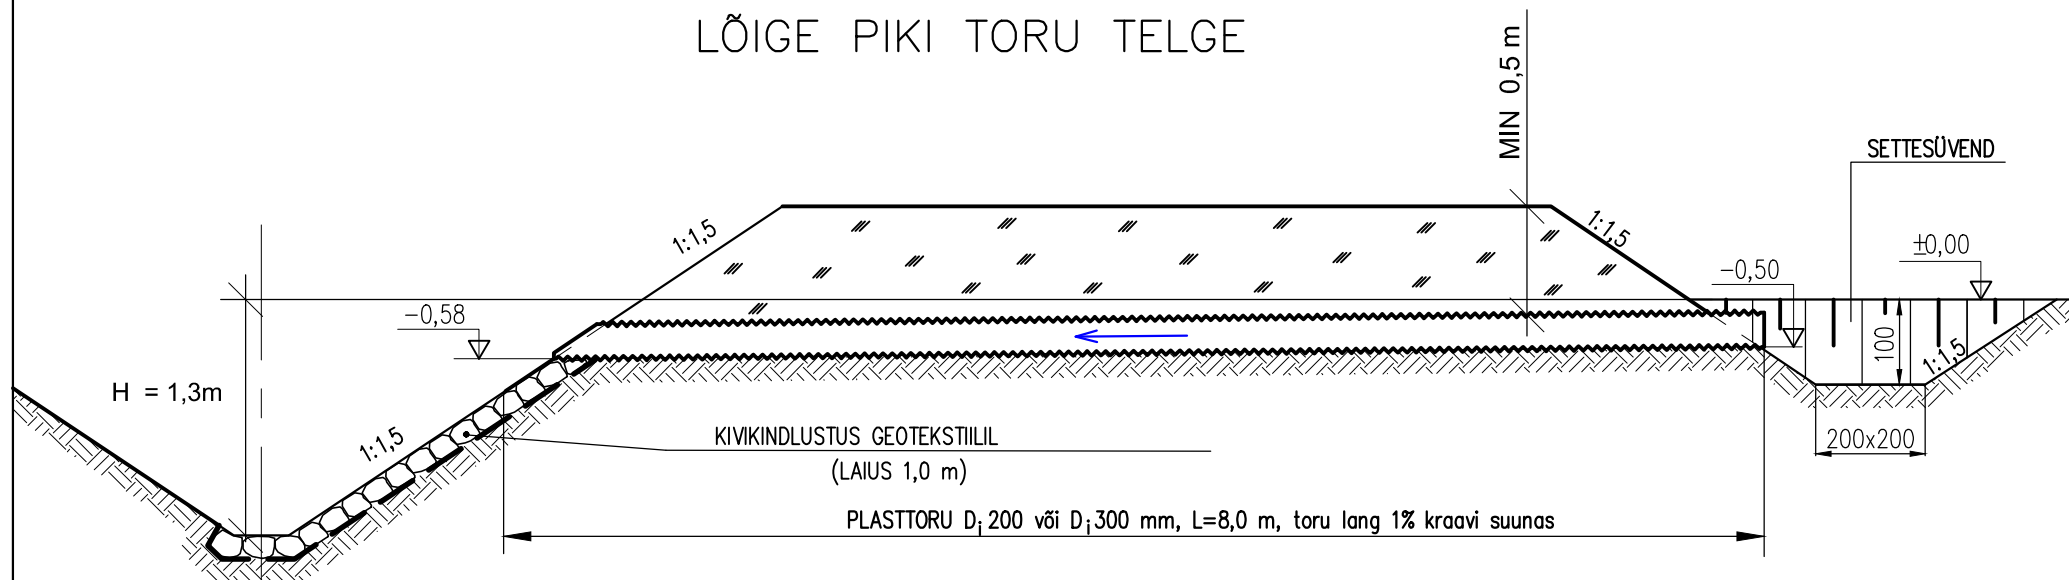 LÕIGE PIKI TORU TELGE
MIN 0,5 m
SETTESÜVEND
1:1,5
1:1,5
±0,00
-0,50
-0,58
100
1:1,5
H = 1,3m
1:1,5
KIVIKINDLUSTUS GEOTEKSTIILIL
(LAIUS 1,0 m)
200x200
PLASTTORU Di 200 või Di 300 mm, L=8,0 m, toru lang 1% kraavi suunas